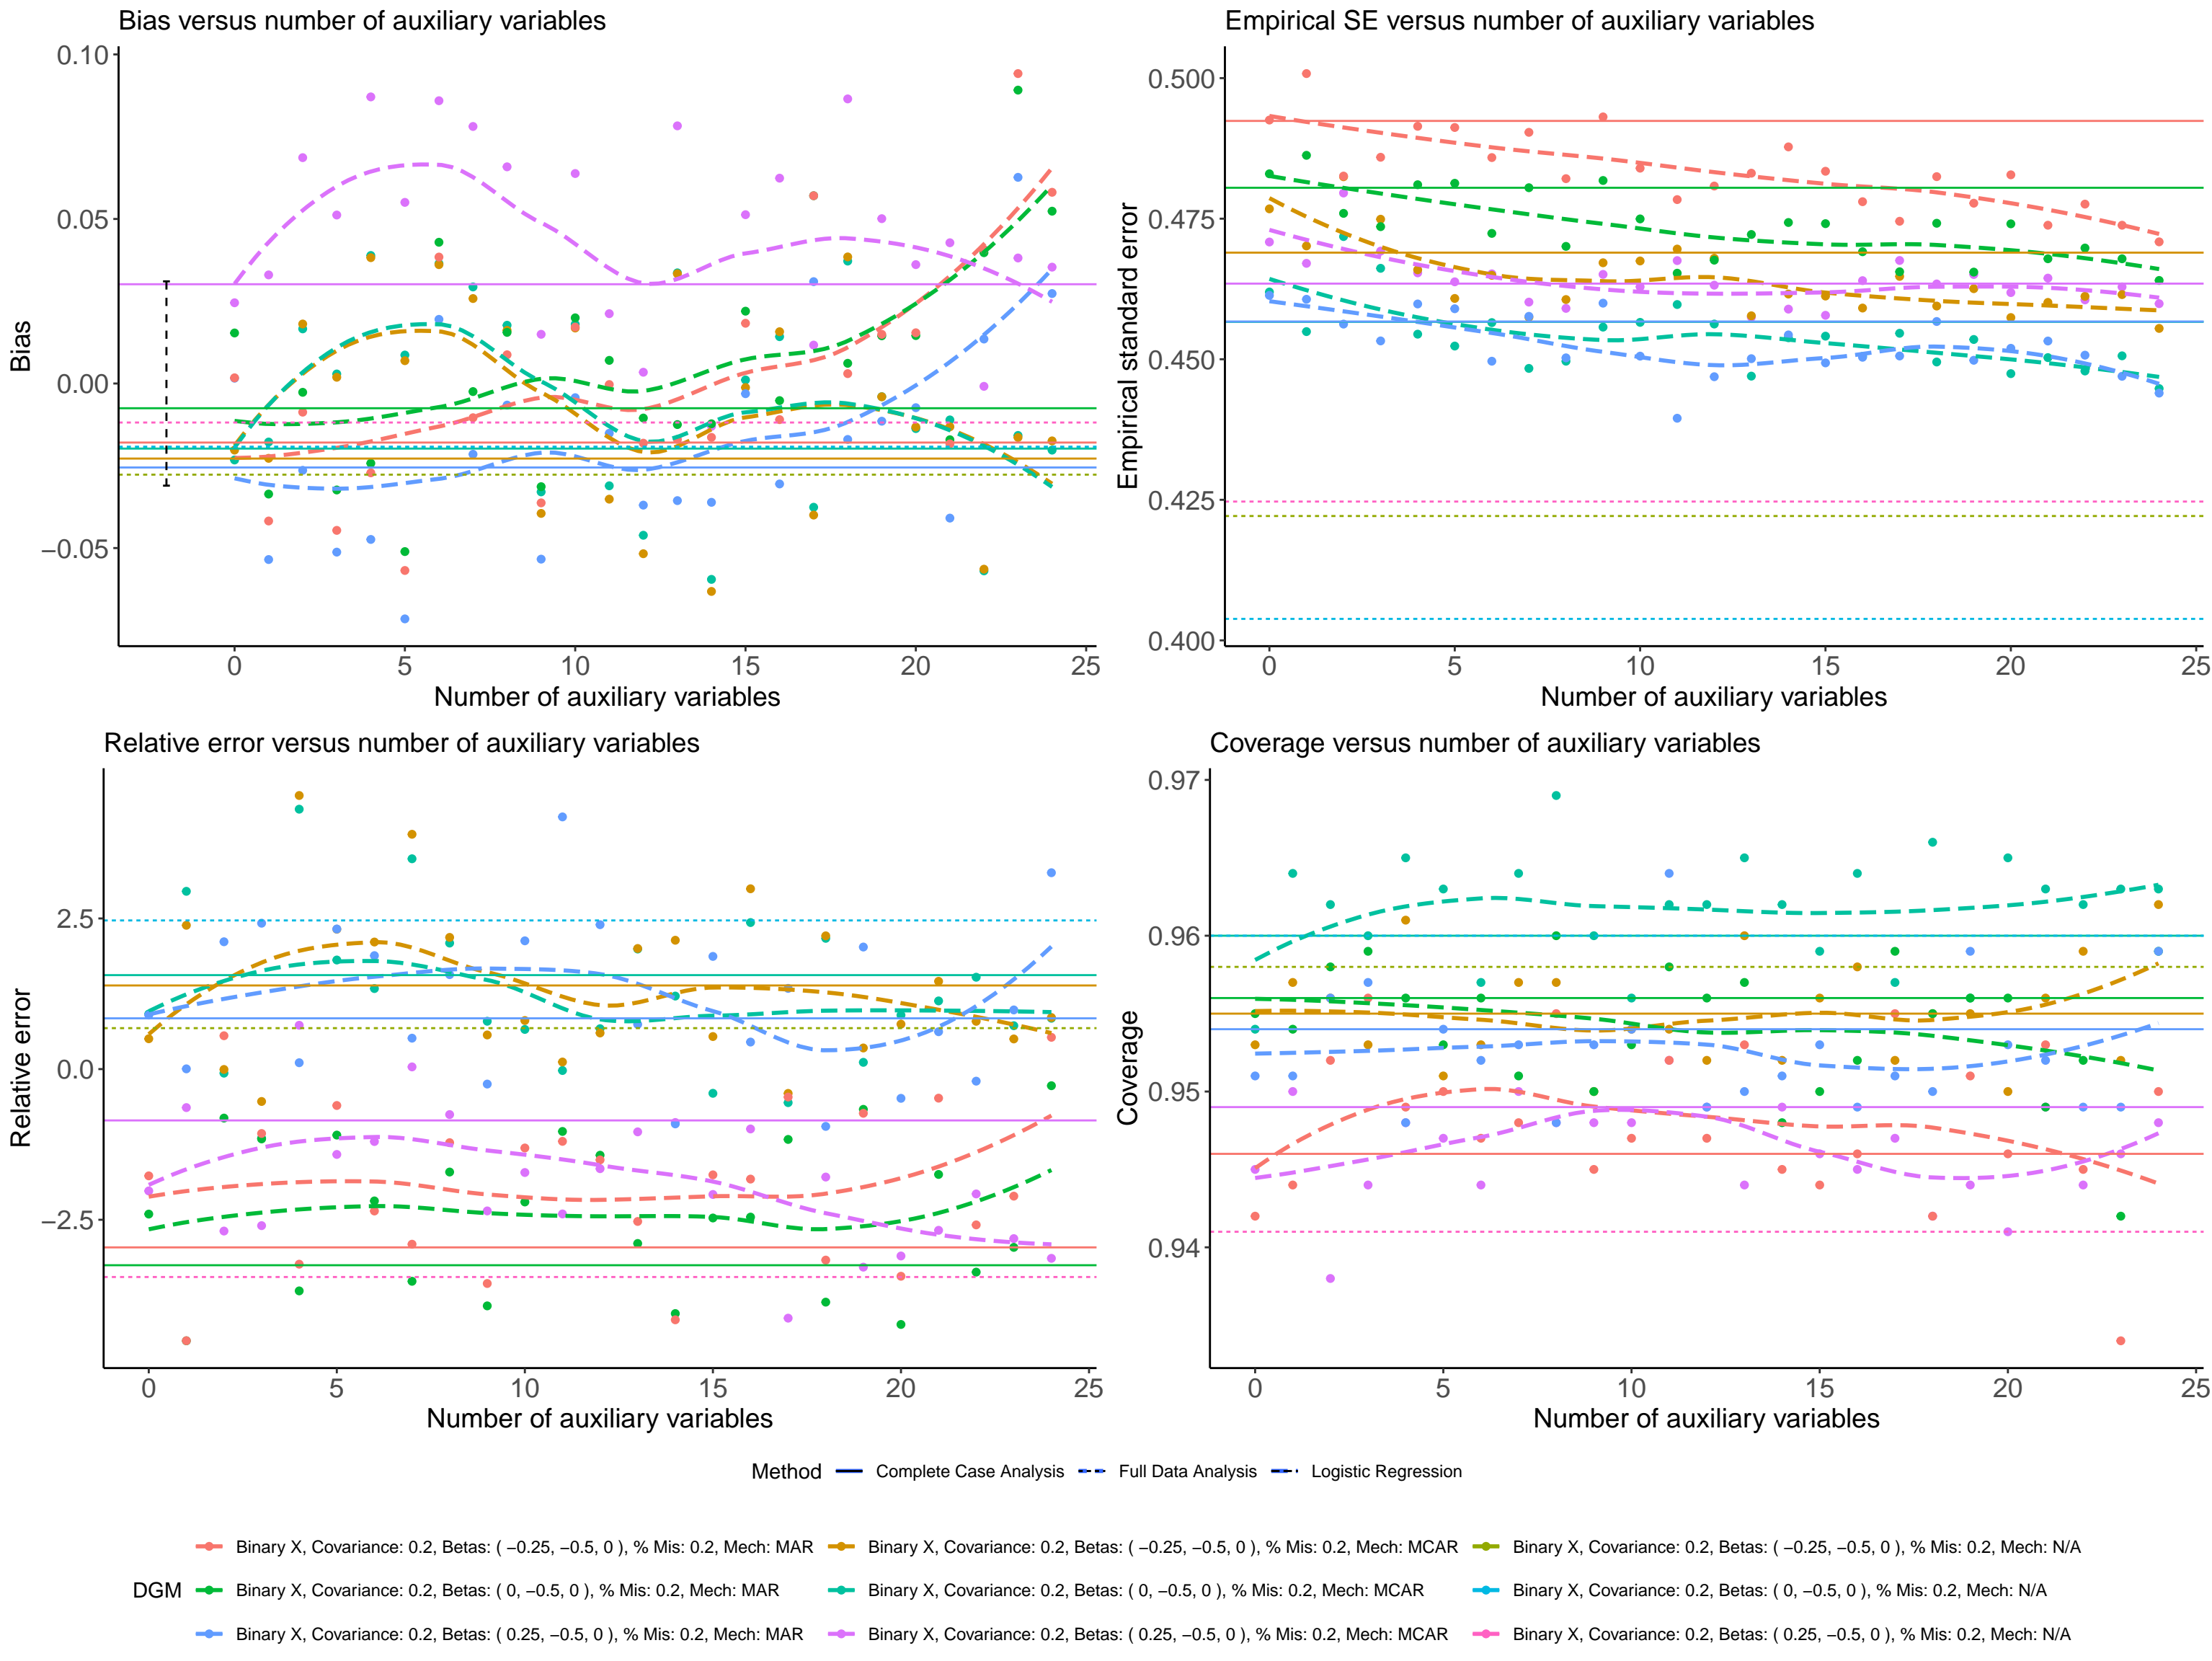 Bias versus number of auxiliary variables
0.10
0.05
0.00
−0.05
Bias
0 5 10 15 20 25
Number of auxiliary variables
Empirical SE versus number of auxiliary variables
0.500
0.475
0.450
0.425
0.400
Empirical standard error
0 5 10 15 20 25
Number of auxiliary variables
Relative error versus number of auxiliary variables
2.5
0.0
−2.5
Relative error
0 5 10 15 20 25
Number of auxiliary variables
Coverage versus number of auxiliary variables
0.97
0.96
0.95
0.94
Coverage
0 5 10 15 20 25
Number of auxiliary variables
Method Complete Case Analysis Full Data Analysis Logistic Regression
Binary X, Covariance: 0.2, Betas: ( −0.25, −0.5, 0 ), % Mis: 0.2, Mech: MAR Binary X, Covariance: 0.2, Betas: ( −0.25, −0.5, 0 ), % Mis: 0.2, Mech: MCAR Binary X, Covariance: 0.2, Betas: ( −0.25, −0.5, 0 ), % Mis: 0.2, Mech: N/A
DGM Binary X, Covariance: 0.2, Betas: ( 0, −0.5, 0 ), % Mis: 0.2, Mech: MAR Binary X, Covariance: 0.2, Betas: ( 0, −0.5, 0 ), % Mis: 0.2, Mech: MCAR Binary X, Covariance: 0.2, Betas: ( 0, −0.5, 0 ), % Mis: 0.2, Mech: N/A
Binary X, Covariance: 0.2, Betas: ( 0.25, −0.5, 0 ), % Mis: 0.2, Mech: MAR Binary X, Covariance: 0.2, Betas: ( 0.25, −0.5, 0 ), % Mis: 0.2, Mech: MCAR Binary X, Covariance: 0.2, Betas: ( 0.25, −0.5, 0 ), % Mis: 0.2, Mech: N/A